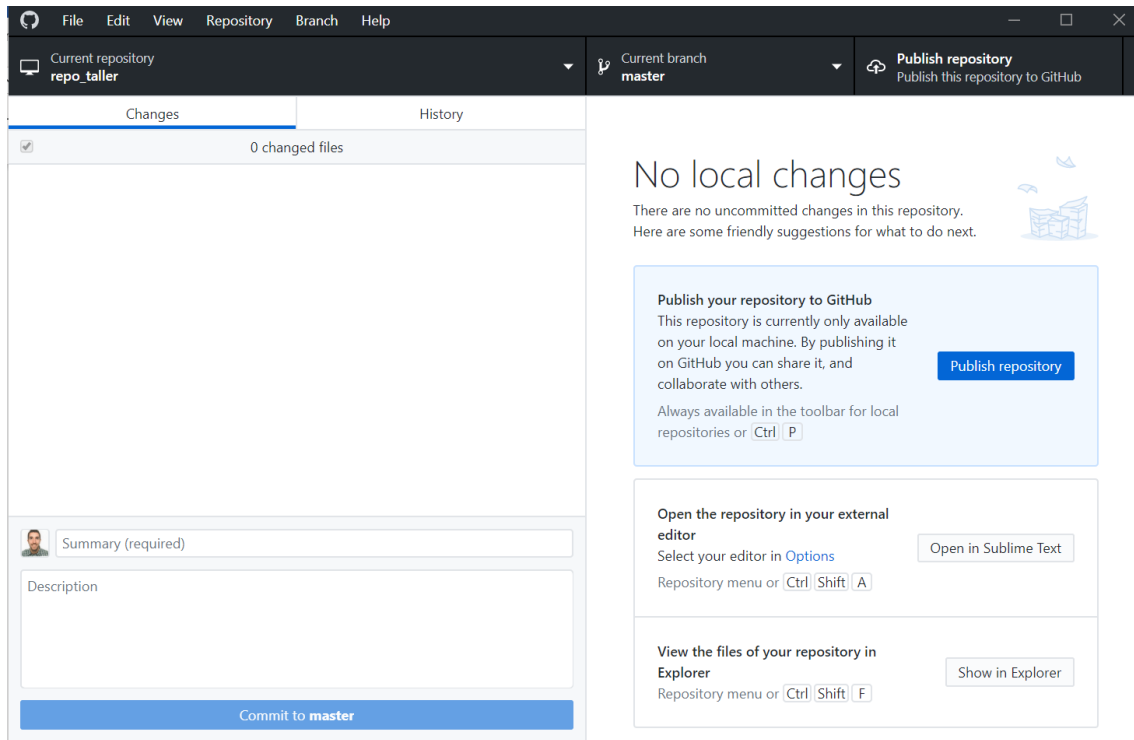 File Edit View Repository Branch Help
Current repository
repo_taller
Current branch
master
Publish repository
Publish this repository to GitHub
Changes
History
0 changed files
No local changes
There are no uncommitted changes in this repository.
Here are some friendly suggestions for what to do next.
Publish your repository to GitHub
This repository is currently only available
on your local machine. By publishing it
on GitHub you can share it, and
collaborate with others.
Always available in the toolbar for local
repositories or Ctrl P
Publish repository
Open the repository in your external
editor
Select your editor in Options
Repository menu or Ctrl Shift A
Open in Sublime Text
View the files of your repository in
Explorer
Repository menu or Ctrl Shift F
Show in Explorer
Summary (required)
Description
Commit to master